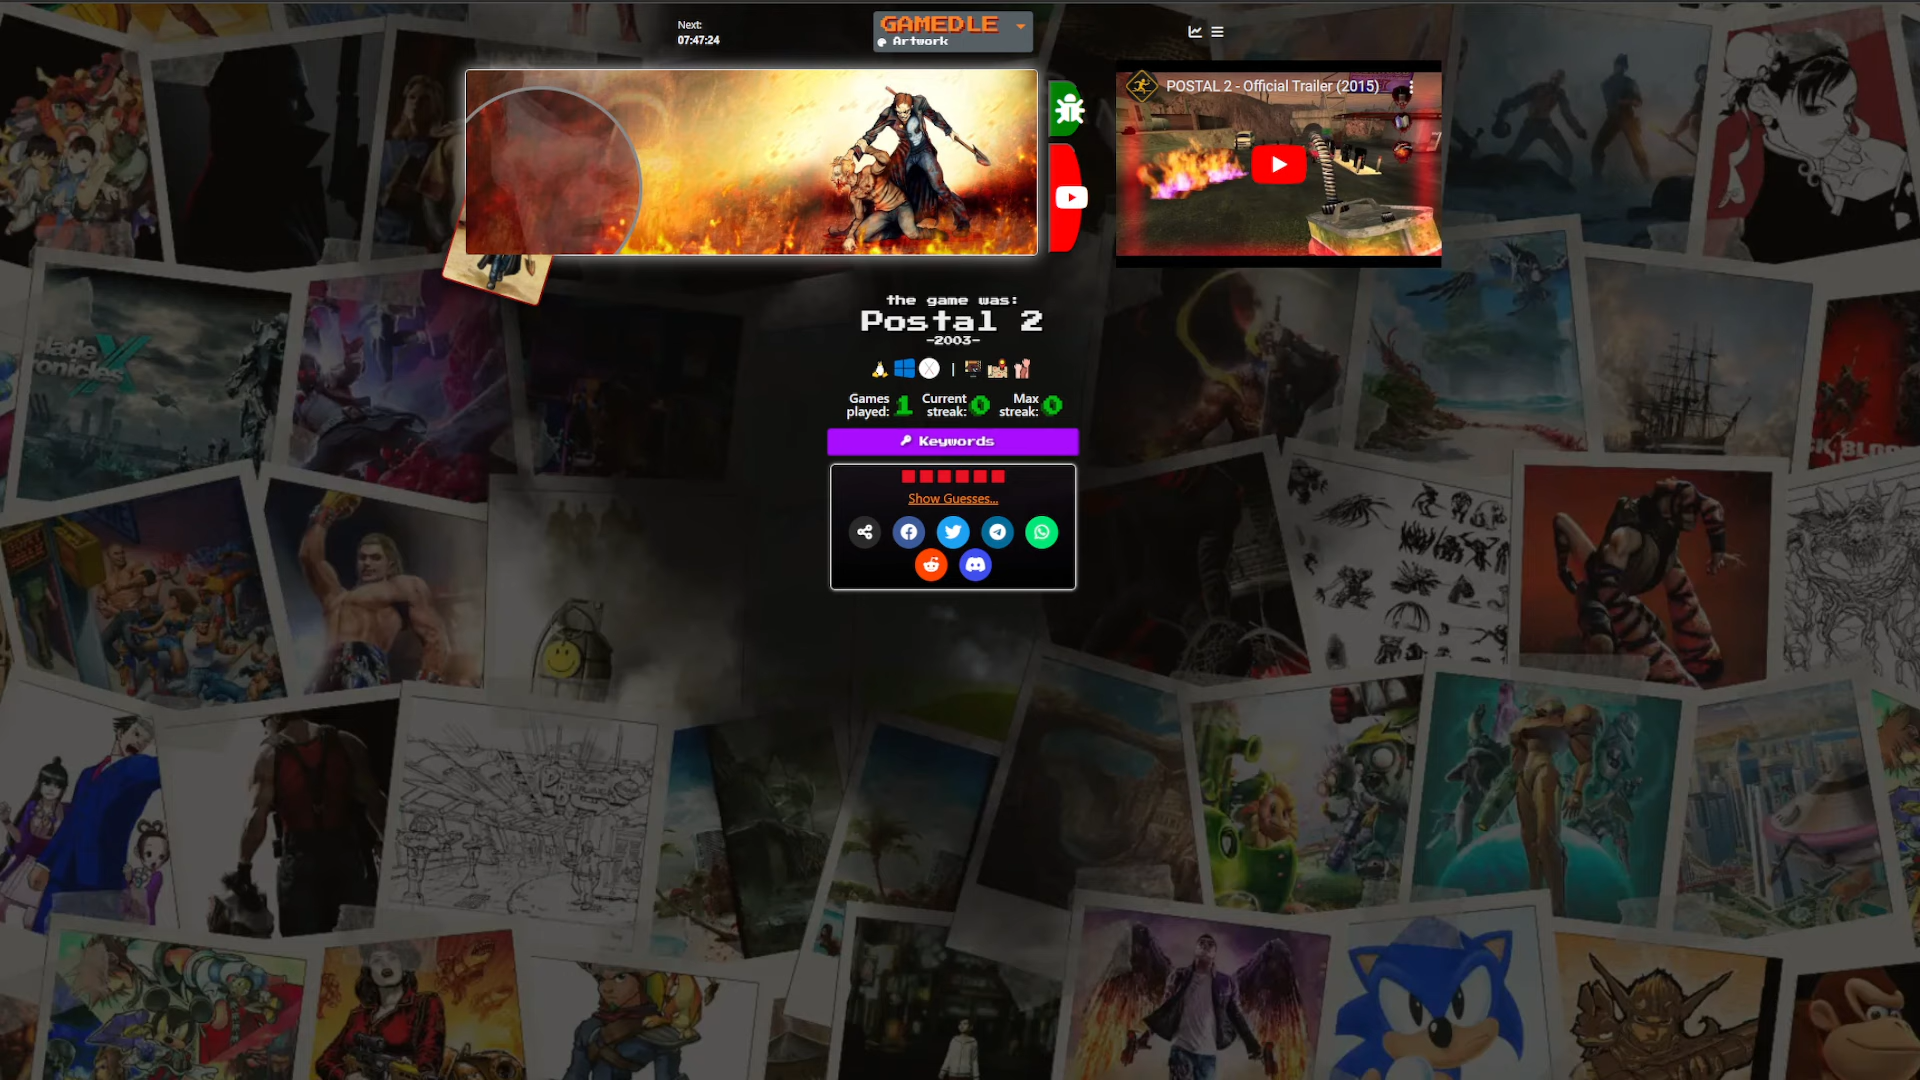 Next:
07:47:24
GAMEDLE
Artwork
POSTAL 2 - Official Trailer (2015)
the game was:
Postal 2
-2003-
Games played: 1
Current streak: 0
Max streak: 0
Keywords
Show Guesses...